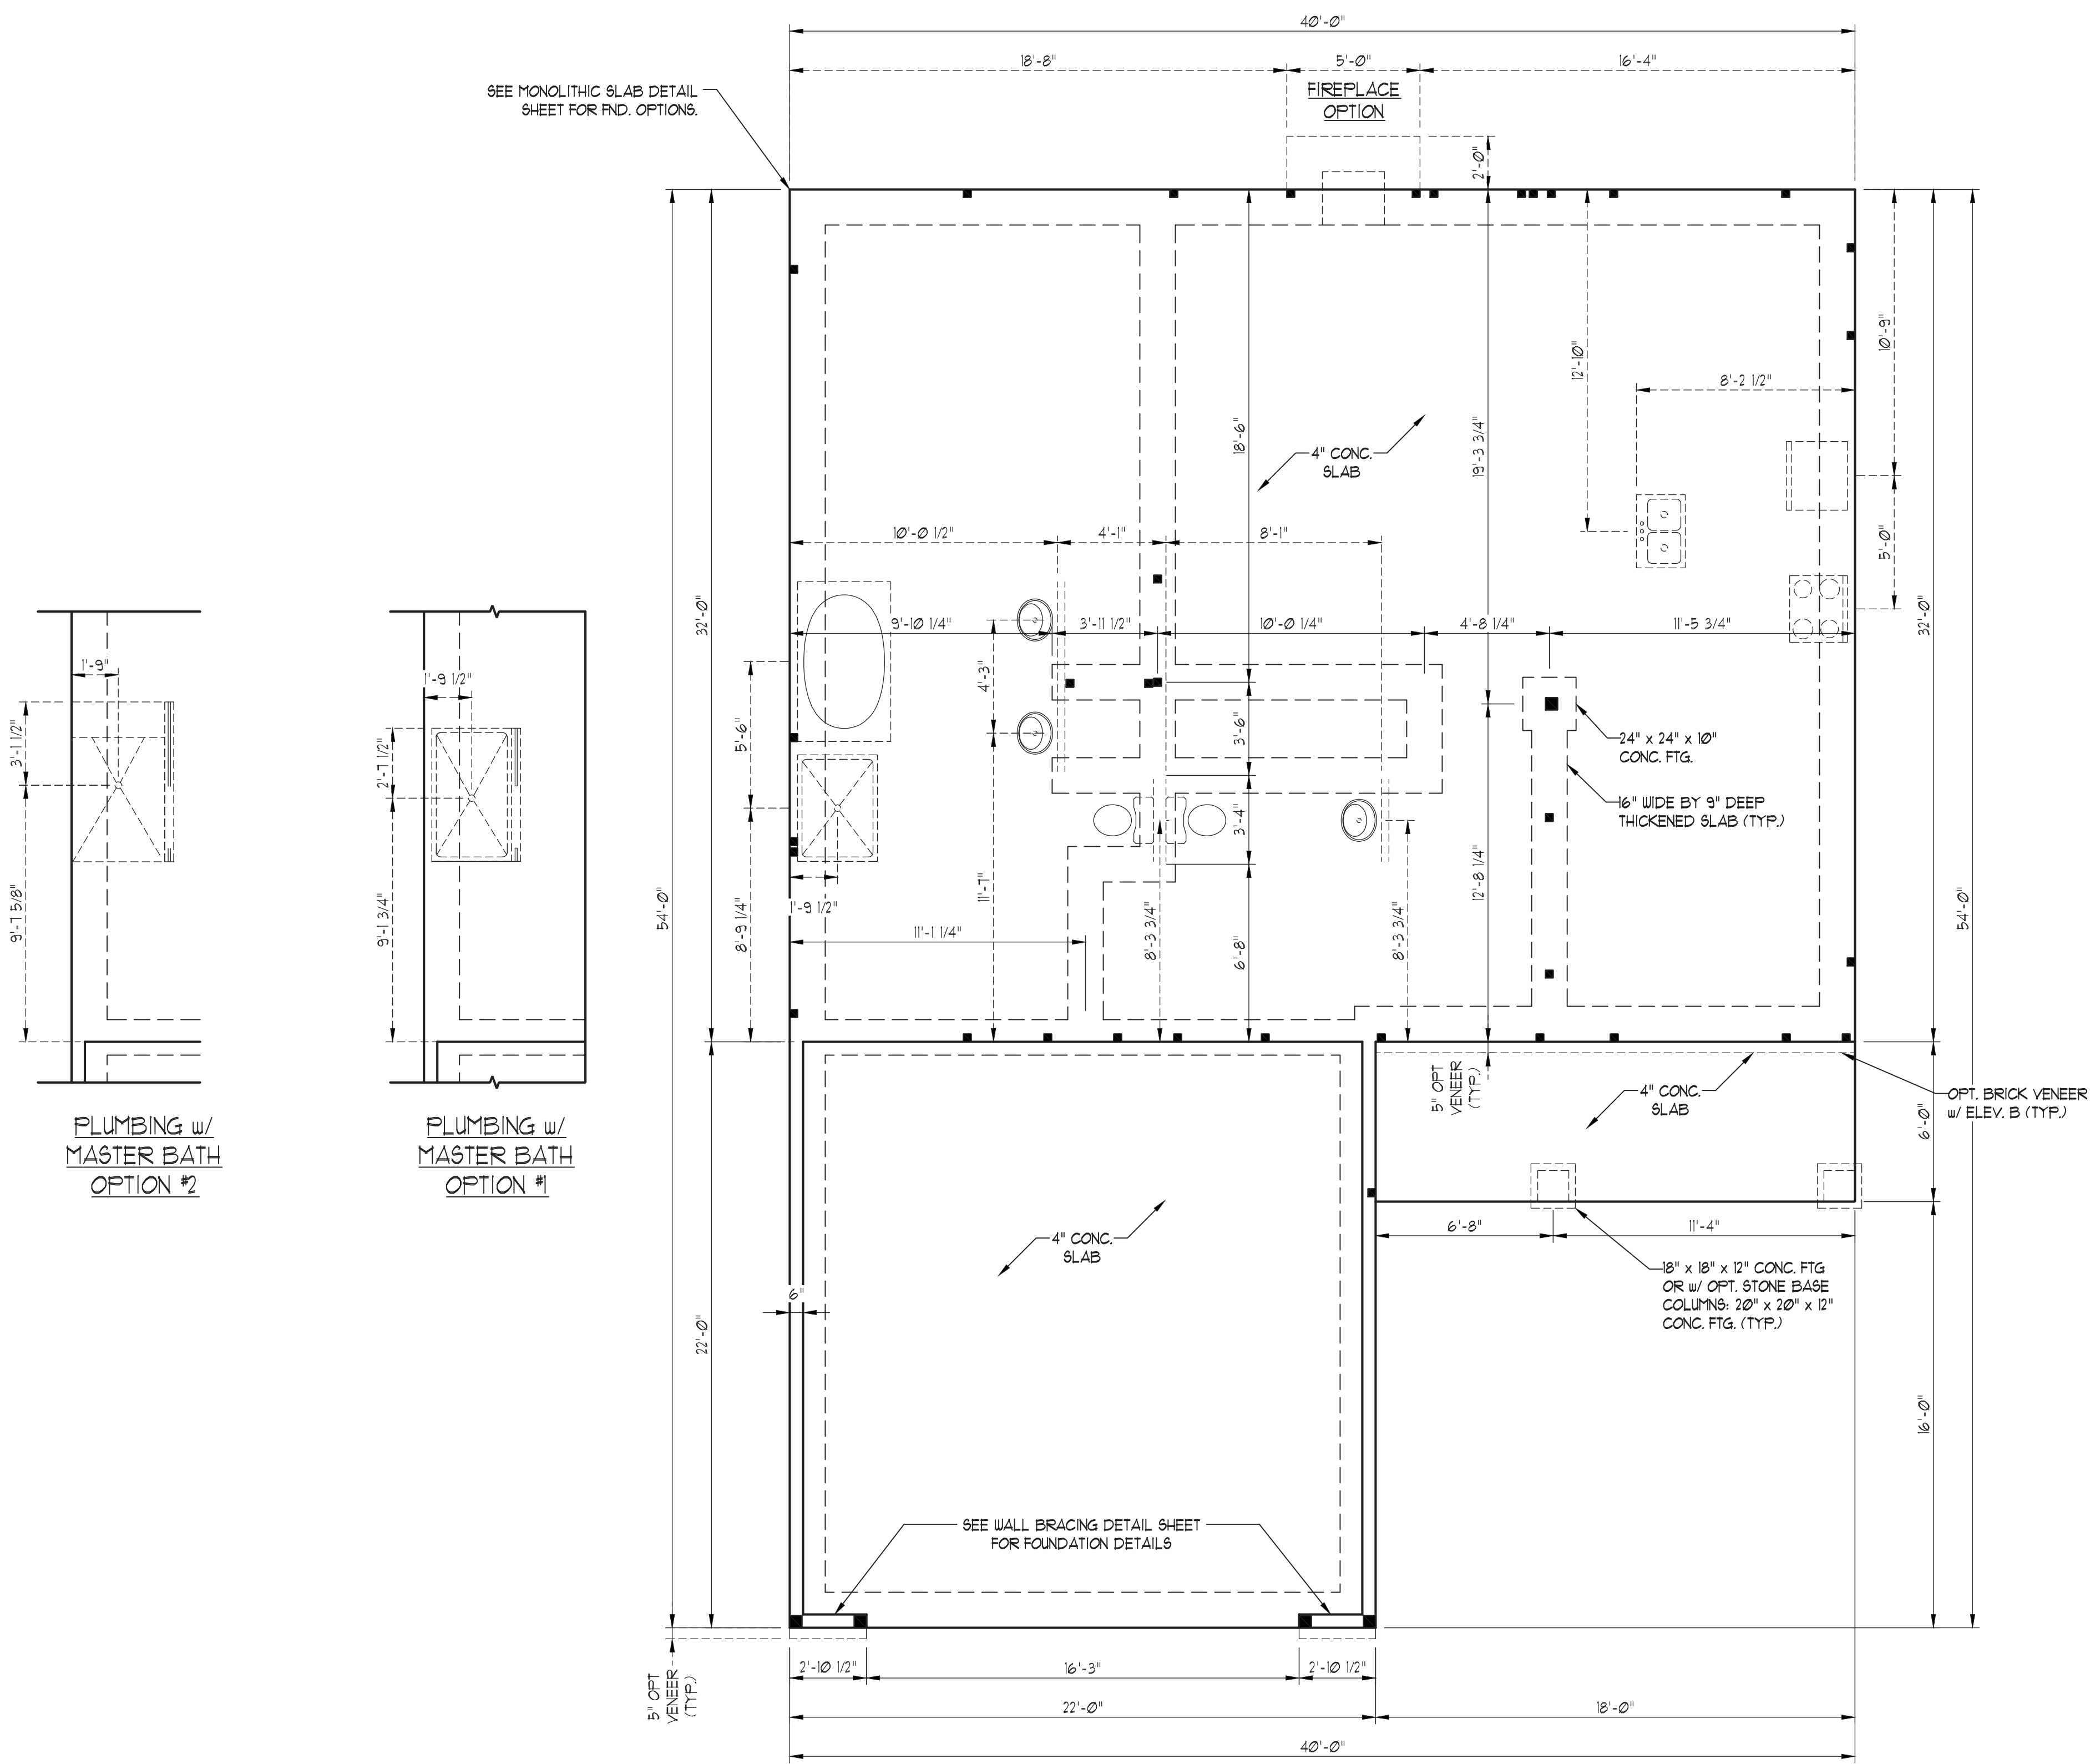 40'-0"
18'-8"
5'-0"
16'-4"
FIREPLACE
OPTION
SEE MONOLITHIC SLAB DETAIL
SHEET FOR FND. OPTIONS.
2'-0"
10'-9"
12'-10"
8'-2 1/2"
18'-6"
19'-3 3/4"
4" CONC.
SLAB
5'-0"
10'-0 1/2"
4'-1"
8'-1"
32'-0"
32'-0"
9'-10 1/4"
3'-11 1/2"
10'-0 1/4"
4'-8 1/4"
11'-5 3/4"
1'-9"
1'-9 1/2"
4'-3"
5'-6"
3'-6"
3'-1 1/2"
2'-7 1/2"
24" x 24" x 10"
CONC. FTG.
16" WIDE BY 9" DEEP
THICKENED SLAB (TYP.)
3'-4"
9'-7 5/8"
9'-1 3/4"
54'-0"
1'-9 1/2"
8'-9 1/4"
11'-7"
11'-1 1/4"
8'-3 3/4"
6'-8"
8'-3 3/4"
12'-8 1/4"
54'-0"
5" OPT
VENEER
(TYP.)
4" CONC.
SLAB
OPT. BRICK VENEER
w/ ELEV. B (TYP.)
6'-0"
PLUMBING w/
MASTER BATH
OPTION #2
PLUMBING w/
MASTER BATH
OPTION #1
6'-8"
11'-4"
4" CONC.
SLAB
18" x 18" x 12" CONC. FTG
OR w/ OPT. STONE BASE
COLUMNS: 20" x 20" x 12"
CONC. FTG. (TYP.)
6"
22'-0"
16'-0"
SEE WALL BRACING DETAIL SHEET
FOR FOUNDATION DETAILS
5" OPT
VENEER
(TYP.)
2'-10 1/2"
16'-3"
2'-10 1/2"
22'-0"
18'-0"
40'-0"